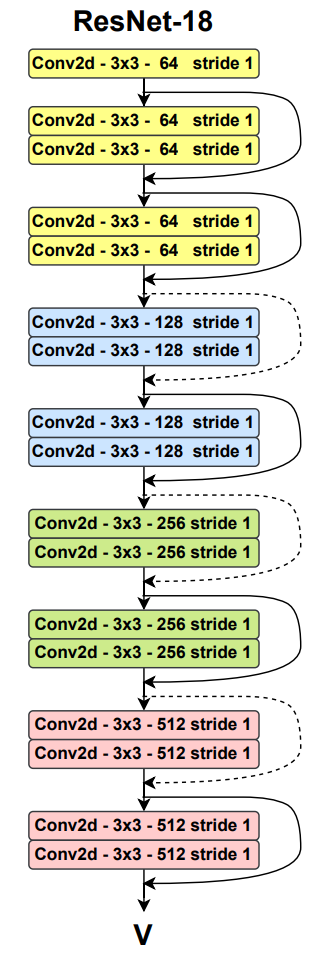 ResNet-18
Conv2d - 3x3 - 64 stride 1
Conv2d - 3x3 - 64 stride 1
Conv2d - 3x3 - 64 stride 1
Conv2d - 3x3 - 64 stride 1
Conv2d - 3x3 - 64 stride 1
Conv2d - 3x3 - 128 stride 1
Conv2d - 3x3 - 128 stride 1
Conv2d - 3x3 - 128 stride 1
Conv2d - 3x3 - 128 stride 1
Conv2d - 3x3 - 256 stride 1
Conv2d - 3x3 - 256 stride 1
Conv2d - 3x3 - 256 stride 1
Conv2d - 3x3 - 256 stride 1
Conv2d - 3x3 - 512 stride 1
Conv2d - 3x3 - 512 stride 1
Conv2d - 3x3 - 512 stride 1
Conv2d - 3x3 - 512 stride 1
V